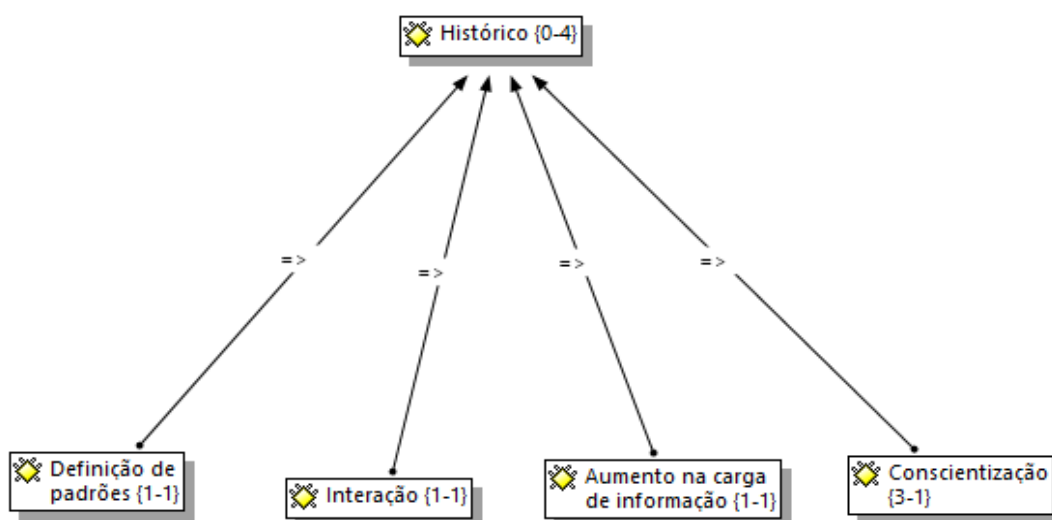 Histórico {0-4}
=>
=>
=>
=>
Definição de
padrões {1-1}
Interação {1-1}
Aumento na carga
de informação {1-1}
Conscientização
{3-1}